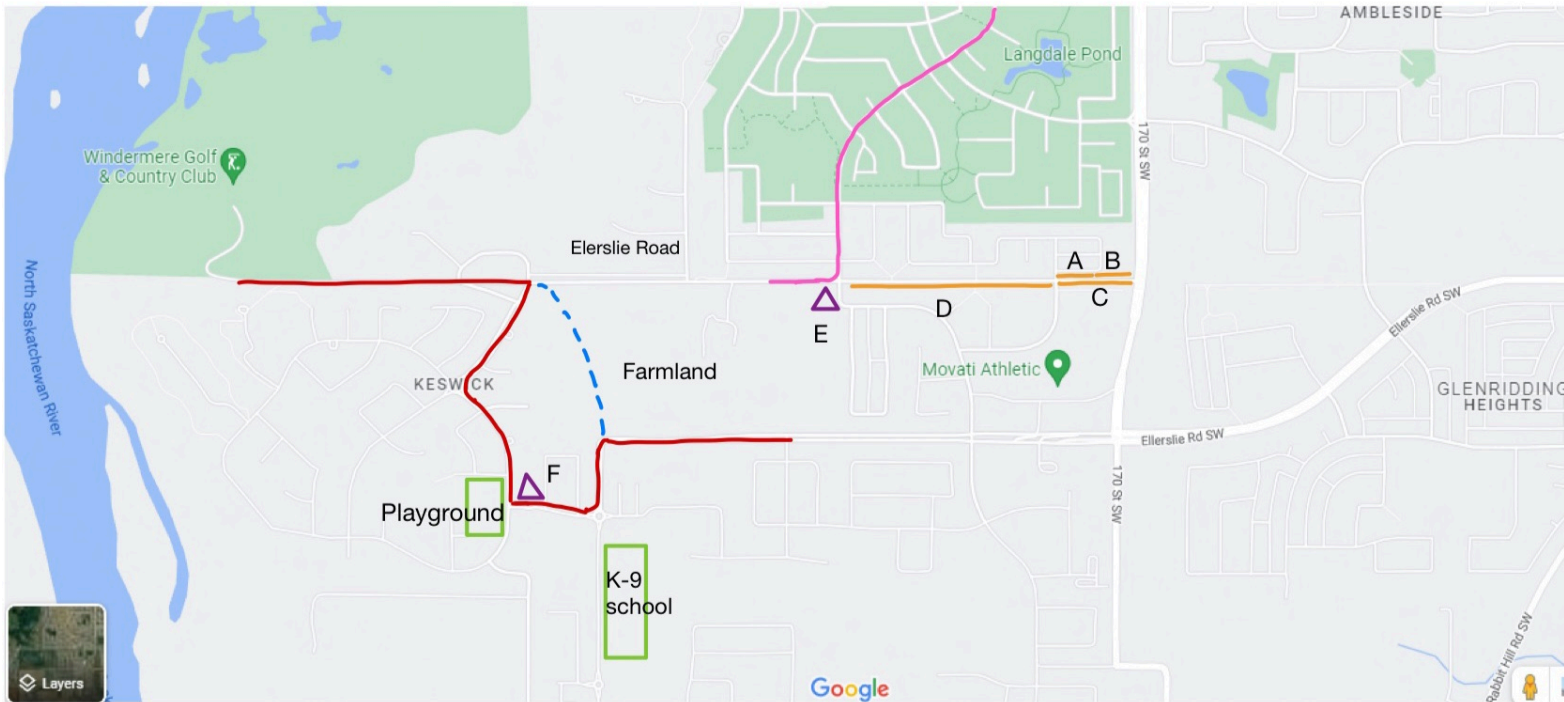 AMBLESIDE
Langdale Pond
170 St SW
Windermere Golf
& Country Club
Elerslie Road
North Saskatchewan River
A B
C
D
E
Farmland
KESWICK
Movati Athletic
Ellerslie Rd SW
GLENRIDDING
HEIGHTS
Ellerslie Rd SW
F
170 St SW
Playground
K-9
school
Rabbit Hill Rd SW
Layers
Google